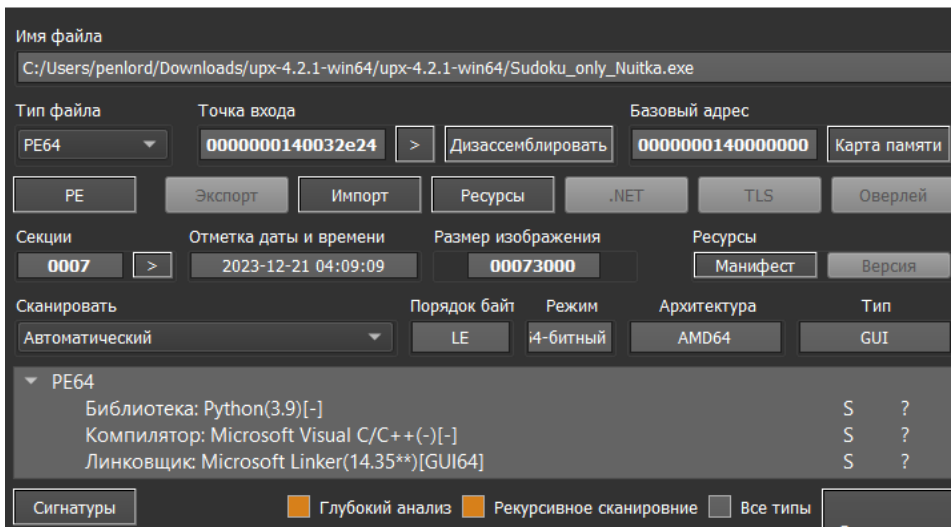 Имя файла
C:/Users/penlord/Downloads/upx-4.2.1-win64/upx-4.2.1-win64/Sudoku_only_Nuitka.exe
Тип файла Точка входа Базовый адрес
PE64 0000000140032e24 > Дизассемблировать 0000000140000000 Карта памяти
PE Экспорт Импорт Ресурсы .NET TLS Оверлей
Секции Отметка даты и времени Размер изображения Ресурсы
0007 > 2023-12-21 04:09:09 00073000 Манифест Версия
Сканировать Порядок байт Режим Архитектура Тип
Автоматический LE 4-битный AMD64 GUI
PE64
Библиотека: Python(3.9)[-] S ?
Компилятор: Microsoft Visual C/C++(-)[-] S ?
Линковщик: Microsoft Linker(14.35**)[GUI64] S ?
Сигнатуры Глубокий анализ Рекурсивное сканировние Все типы